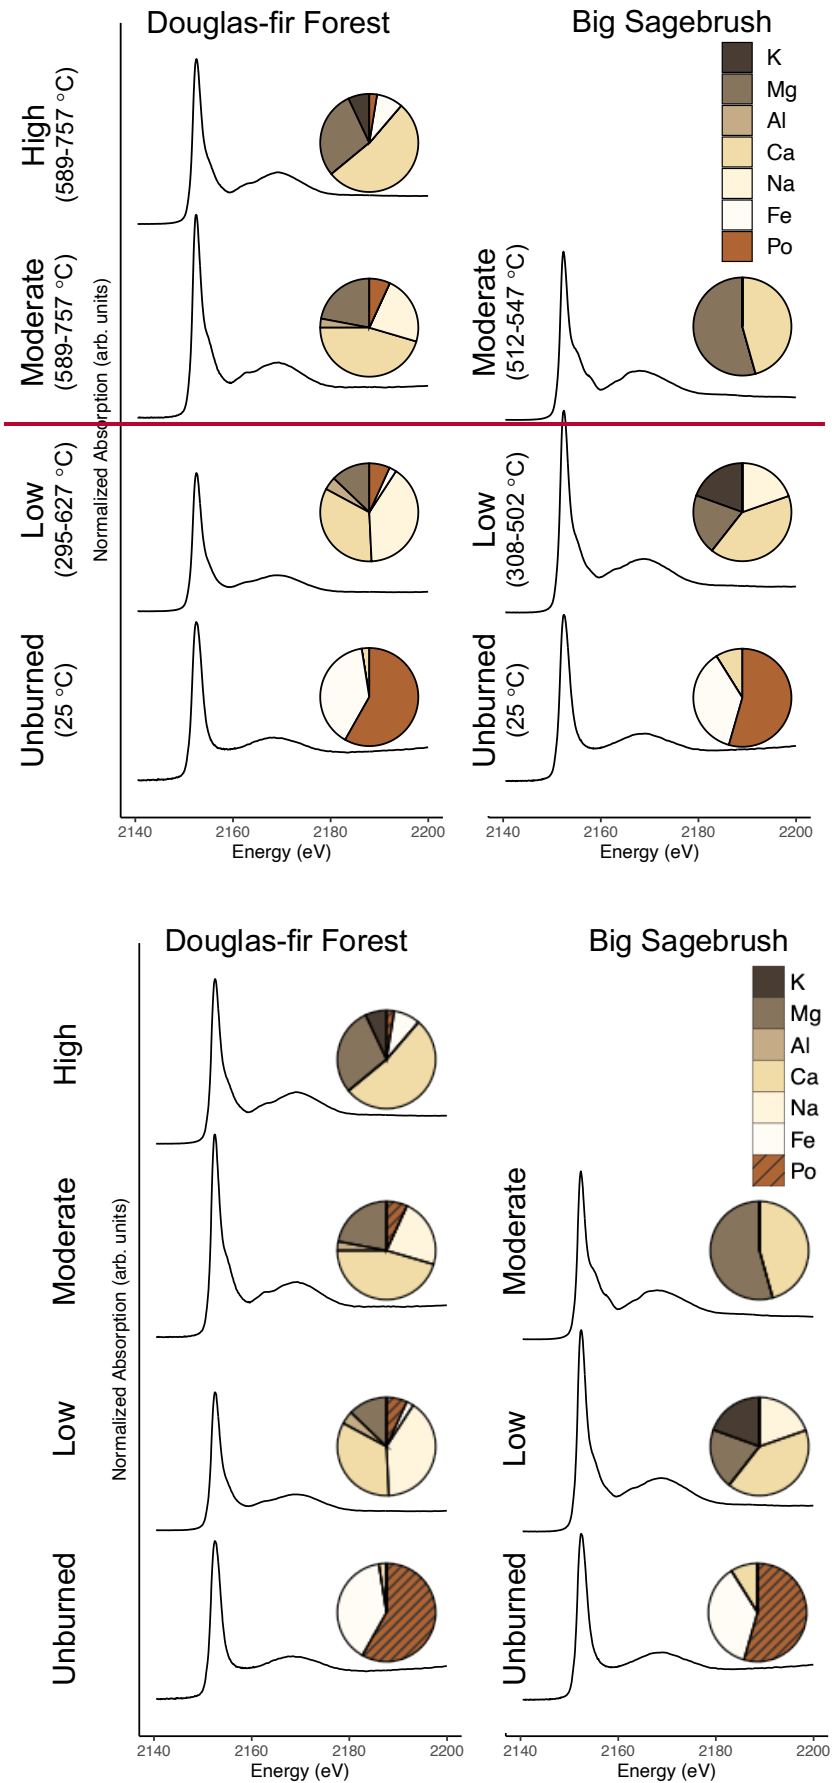 Douglas-fir Forest
Big Sagebrush
K
Mg
Al
Ca
Na
Fe
Po
High
(589-757 °C)
Moderate
(589-757 °C)
Low
(295-627 °C)
Unburned
(25 °C)
Normalized Absorption (arb. units)
Moderate
(512-547 °C)
Low
(308-502 °C)
Unburned
(25 °C)
2140 2160 2180 2200
Energy (eV)
2140 2160 2180 2200
Energy (eV)
Douglas-fir Forest
Big Sagebrush
K
Mg
Al
Ca
Na
Fe
Po
High
Moderate
Low
Unburned
Normalized Absorption (arb. units)
Moderate
Low
Unburned
2140 2160 2180 2200
Energy (eV)
2140 2160 2180 2200
Energy (eV)